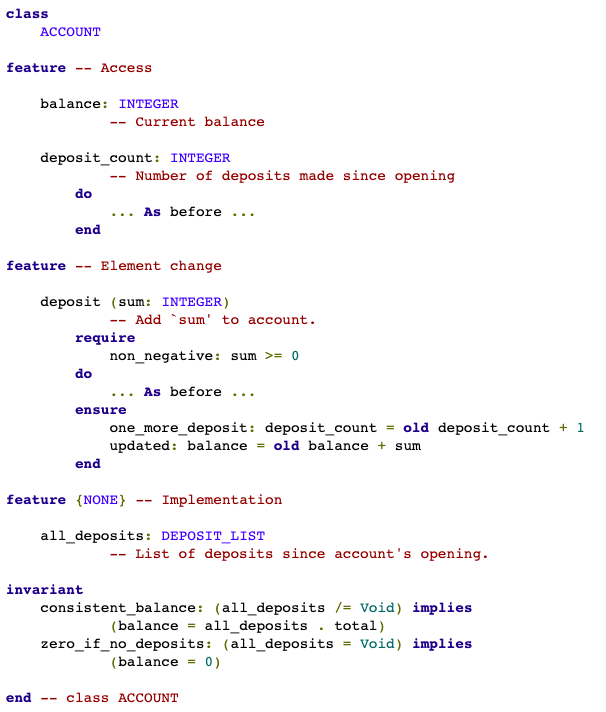 class
ACCOUNT
feature -- Access
balance: INTEGER
-- Current balance
deposit_count: INTEGER
-- Number of deposits made since opening
do
... As before ...
end
feature -- Element change
deposit (sum: INTEGER)
-- Add `sum' to account.
require
non_negative: sum >= 0
do
... As before ...
ensure
one_more_deposit: deposit_count = old deposit_count + 1
updated: balance = old balance + sum
end
feature {NONE} -- Implementation
all_deposits: DEPOSIT_LIST
-- List of deposits since account's opening.
invariant
consistent_balance: (all_deposits /= Void) implies
(balance = all_deposits . total)
zero_if_no_deposits: (all_deposits = Void) implies
(balance = 0)
end -- class ACCOUNT